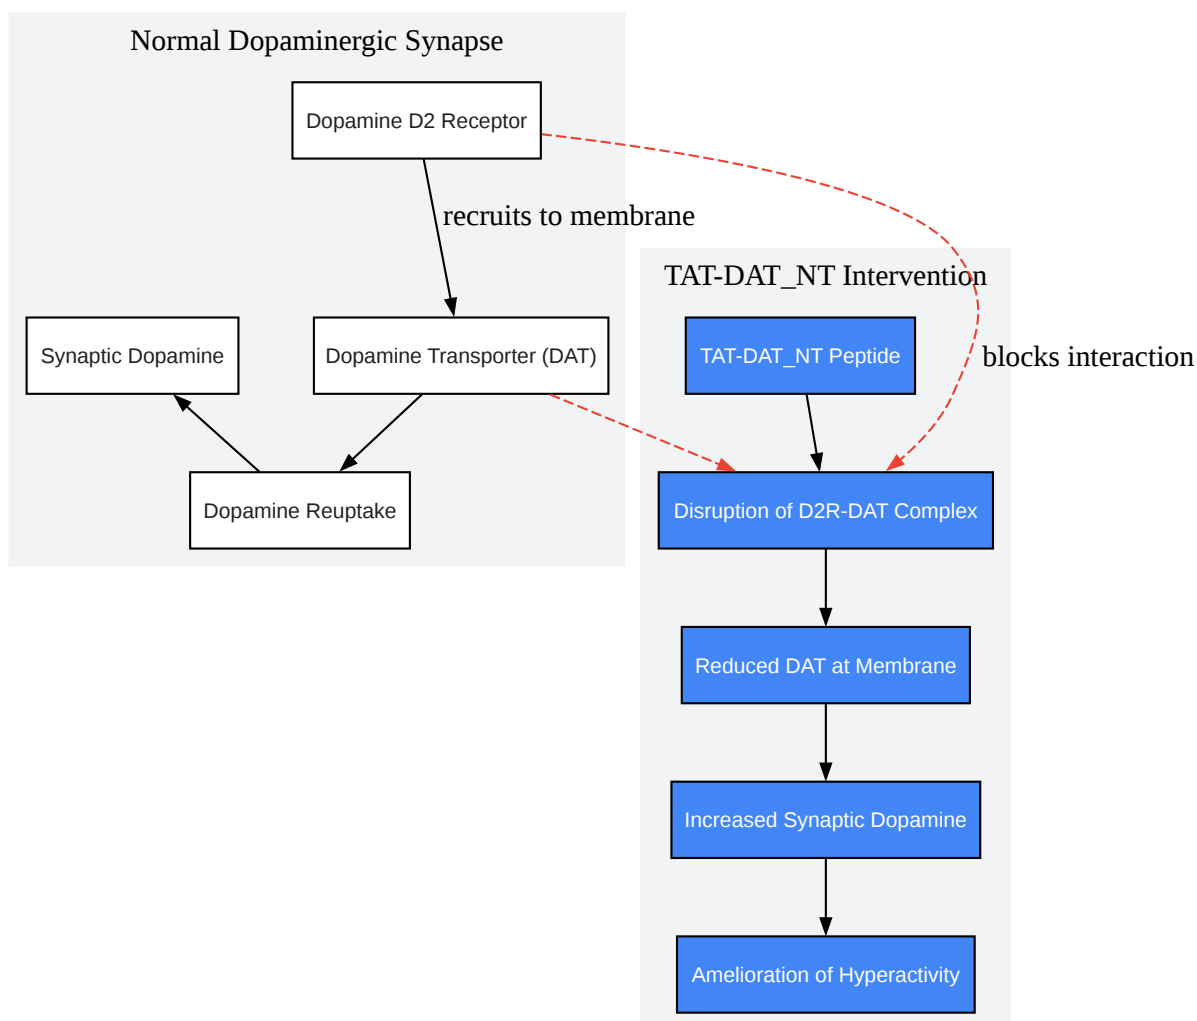 Normal Dopaminergic Synapse
Dopamine D2 Receptor
recruits to membrane
Synaptic Dopamine
Dopamine Transporter (DAT)
Dopamine Reuptake
TAT-DAT_NT Intervention
TAT-DAT_NT Peptide
blocks interaction
Disruption of D2R-DAT Complex
Reduced DAT at Membrane
Increased Synaptic Dopamine
Amelioration of Hyperactivity